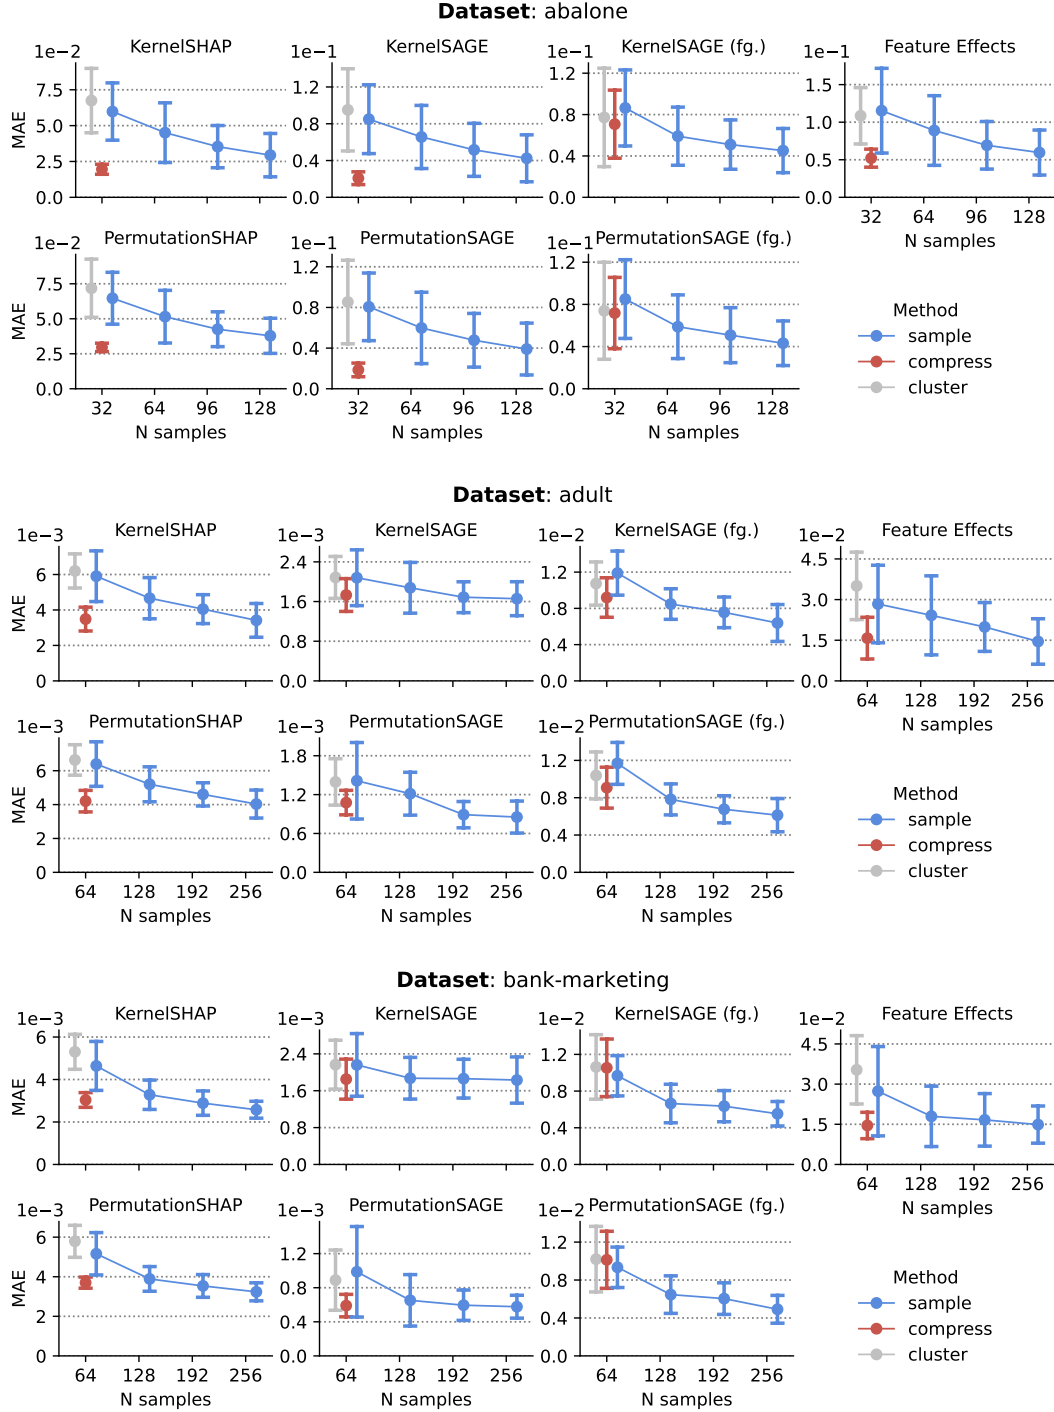 Dataset: abalone
KernelSHAP
KernelSAGE
KernelSAGE (fg.)
Feature Effects
1e−2
1e−1
1e−1
MAE
7.5
5.0
2.5
0.0
1.2
0.8
0.4
0.0
1.2
0.8
0.4
0.0
1.5
1.0
0.5
0.0
32 64 96 128
N samples
PermutationSHAP
PermutationSAGE
PermutationSAGE (fg.)
1e−2
1e−1
1e−1
MAE
7.5
5.0
2.5
0.0
1.2
0.8
0.4
0.0
1.2
0.8
0.4
0.0
32 64 96 128
32 64 96 128
32 64 96 128
N samples
N samples
N samples
Method
sample
compress
cluster
Dataset: adult
KernelSHAP
KernelSAGE
KernelSAGE (fg.)
Feature Effects
1e−3
1e−3
1e−2
1e−2
MAE
6
4
2
0
2.4
1.6
0.8
0.0
1.2
0.8
0.4
0.0
4.5
3.0
1.5
0.0
64 128 192 256
N samples
PermutationSHAP
PermutationSAGE
PermutationSAGE (fg.)
1e−3
1e−3
1e−2
MAE
6
4
2
0
1.8
1.2
0.6
0.0
1.2
0.8
0.4
0.0
64 128 192 256
64 128 192 256
64 128 192 256
N samples
N samples
N samples
Method
sample
compress
cluster
Dataset: bank-marketing
KernelSHAP
KernelSAGE
KernelSAGE (fg.)
Feature Effects
1e−3
1e−3
1e−2
1e−2
MAE
6
4
2
0
2.4
1.6
0.8
0.0
1.2
0.8
0.4
0.0
4.5
3.0
1.5
0.0
64 128 192 256
N samples
PermutationSHAP
PermutationSAGE
PermutationSAGE (fg.)
1e−3
1e−3
1e−2
MAE
6
4
2
0
1.2
0.8
0.4
0.0
1.2
0.8
0.4
0.0
64 128 192 256
64 128 192 256
64 128 192 256
N samples
N samples
N samples
Method
sample
compress
cluster